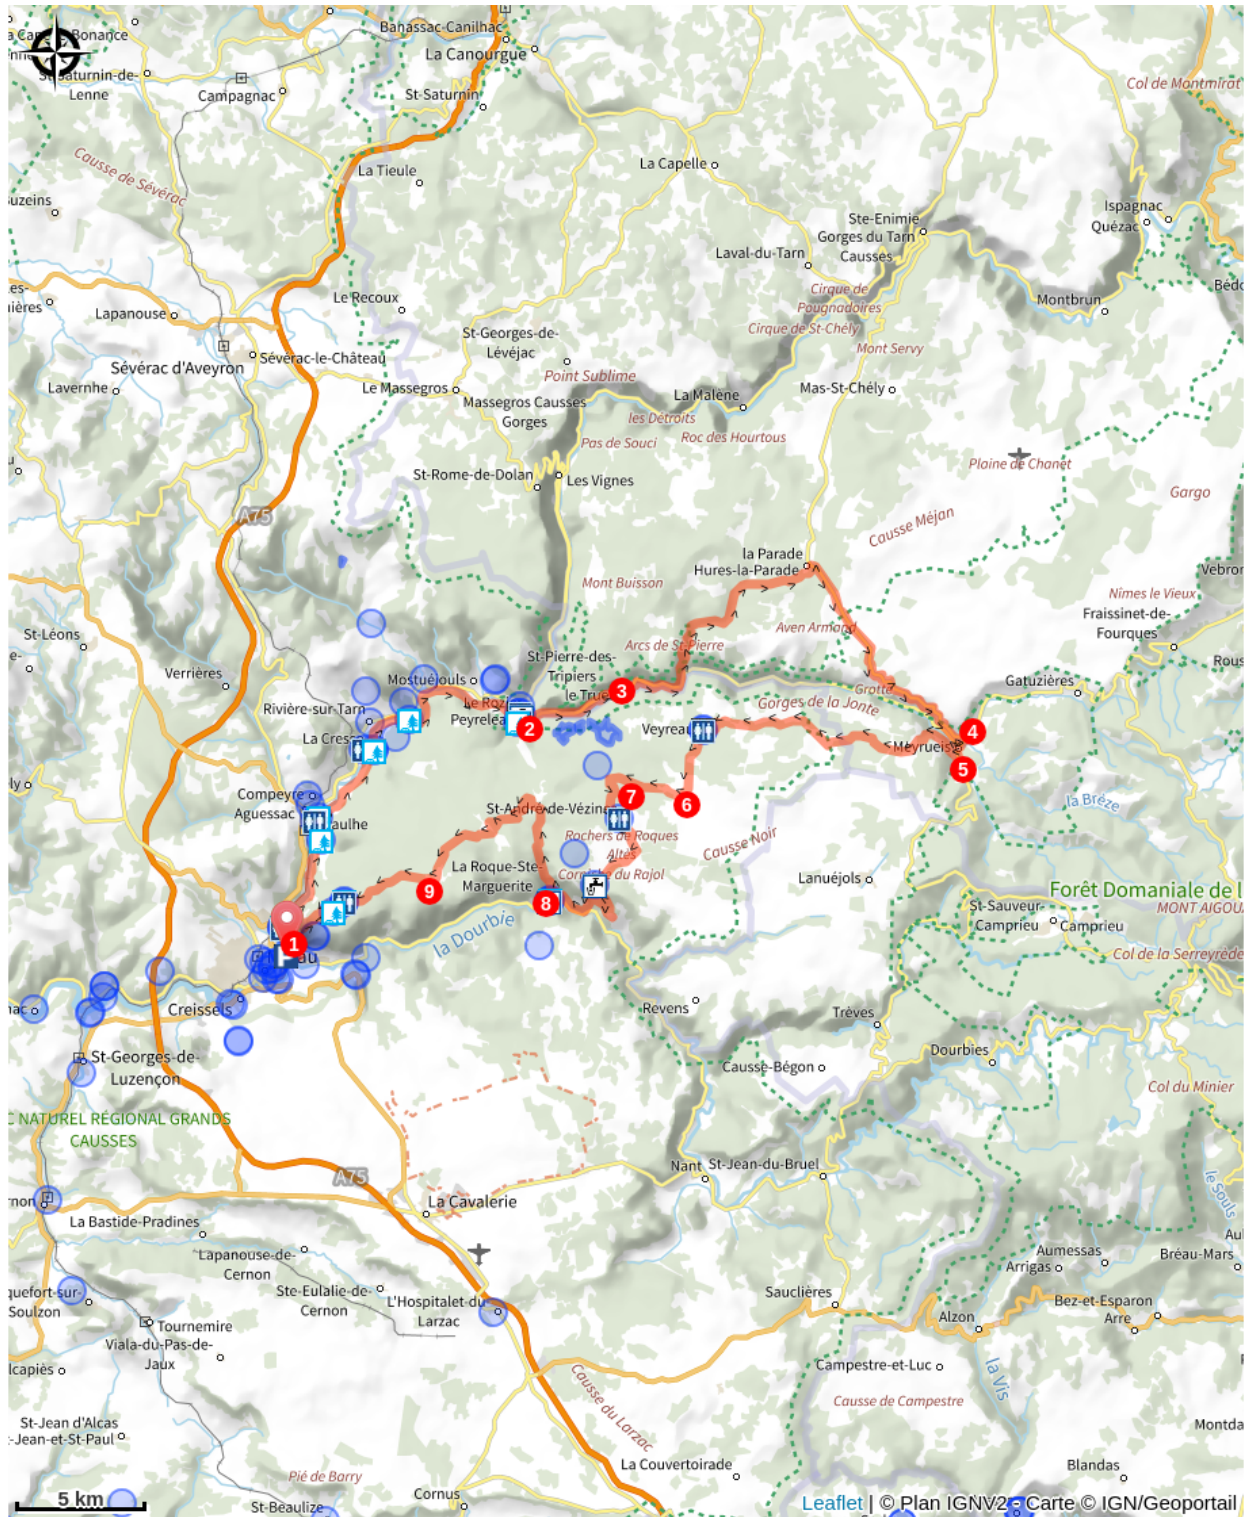 Banassac-Canilhac
La Canourgue
St-Saturnin-de-
Lenne
Campagnac
St-Saturnin
Col de Montmirat
Causse de Sévérac
La Tieule
La Capelle
Ispagnac
Quézac
Ste-Enimie
Gorges du Tarn
Causses
Laval-du-Tarn
Cirque de
Pougnadoires
Montbrun
Le Recoux
Lapanouse
Cirque de St-Chély
St-Georges-de-
Lévéjac
Mont Servy
Sévérac-le-Château
Sévérac d'Aveyron
Point Sublime
Lavernhe
Le Massegros
La Malène
Mas-St-Chély
Massegros Causses
Gorges
les Détroits
Pas de Souci
Roc des Hourtous
St-Rome-de-Dolan
Les Vignes
Plaine de Chanet
Gargo
A75
Causse Méjan
la Parade
Hures-la-Parade
Mont Buisson
Nîmes le Vieux
Fraissinet-de-
Fourques
St-Léons
Aven Armand
Arcs de St-Pierre
St-Pierre-des-
Tripiers
Verrières
Mostuéjouls
le Truel
3
Gatuzières
Grotte
Rivière-sur-Tarn
Le Rozier
Peyreleau
Gorges de la Jonte
2
Veyreau
4
La Cresse
Meyrueis
5
Compeyre
Aguessac
St-André-de-Vézines
7
6
la Brèze
Rochers de Roques
Altès
Causse Noir
La Roque-Ste-
Marguerite
Corniche du Rajol
Lanuéjols
9
8
Forêt Domaniale de l
St-Sauveur-
Camprieu
Camprieu
MONT AIGOU
la Dourbie
1
Col de la Serreyrède
Creissels
Revens
Trèves
St-Georges-de-
Luzençon
Dourbies
Causse-Bégon
Col du Minier
C NATUREL RÉGIONAL GRANDS
CAUSSES
A75
Nant
St-Jean-du-Bruel
le Souls
La Cavalerie
La Bastide-Pradines
Lapanouse-de-
Cernon
Aumessas
Arrigas
Bréau-Mars
Ste-Eulalie-de-
Cernon
L'Hospitalet-du-
Larzac
Sauclières
Bez-et-Esparon
Arre
Alzon
Tournemire
Viala-du-Pas-de-
Jaux
Campestre-et-Luc
la Vis
Causse du Larzac
Causse de Campestre
St-Jean d'Alcas
-Jean-et-St-Paul
La Couvertoirade
Pié de Barry
Blandas
Cornus
St-Beaulize
5 km
Leaflet | © Plan IGNV2 - Carte © IGN/Geoportail